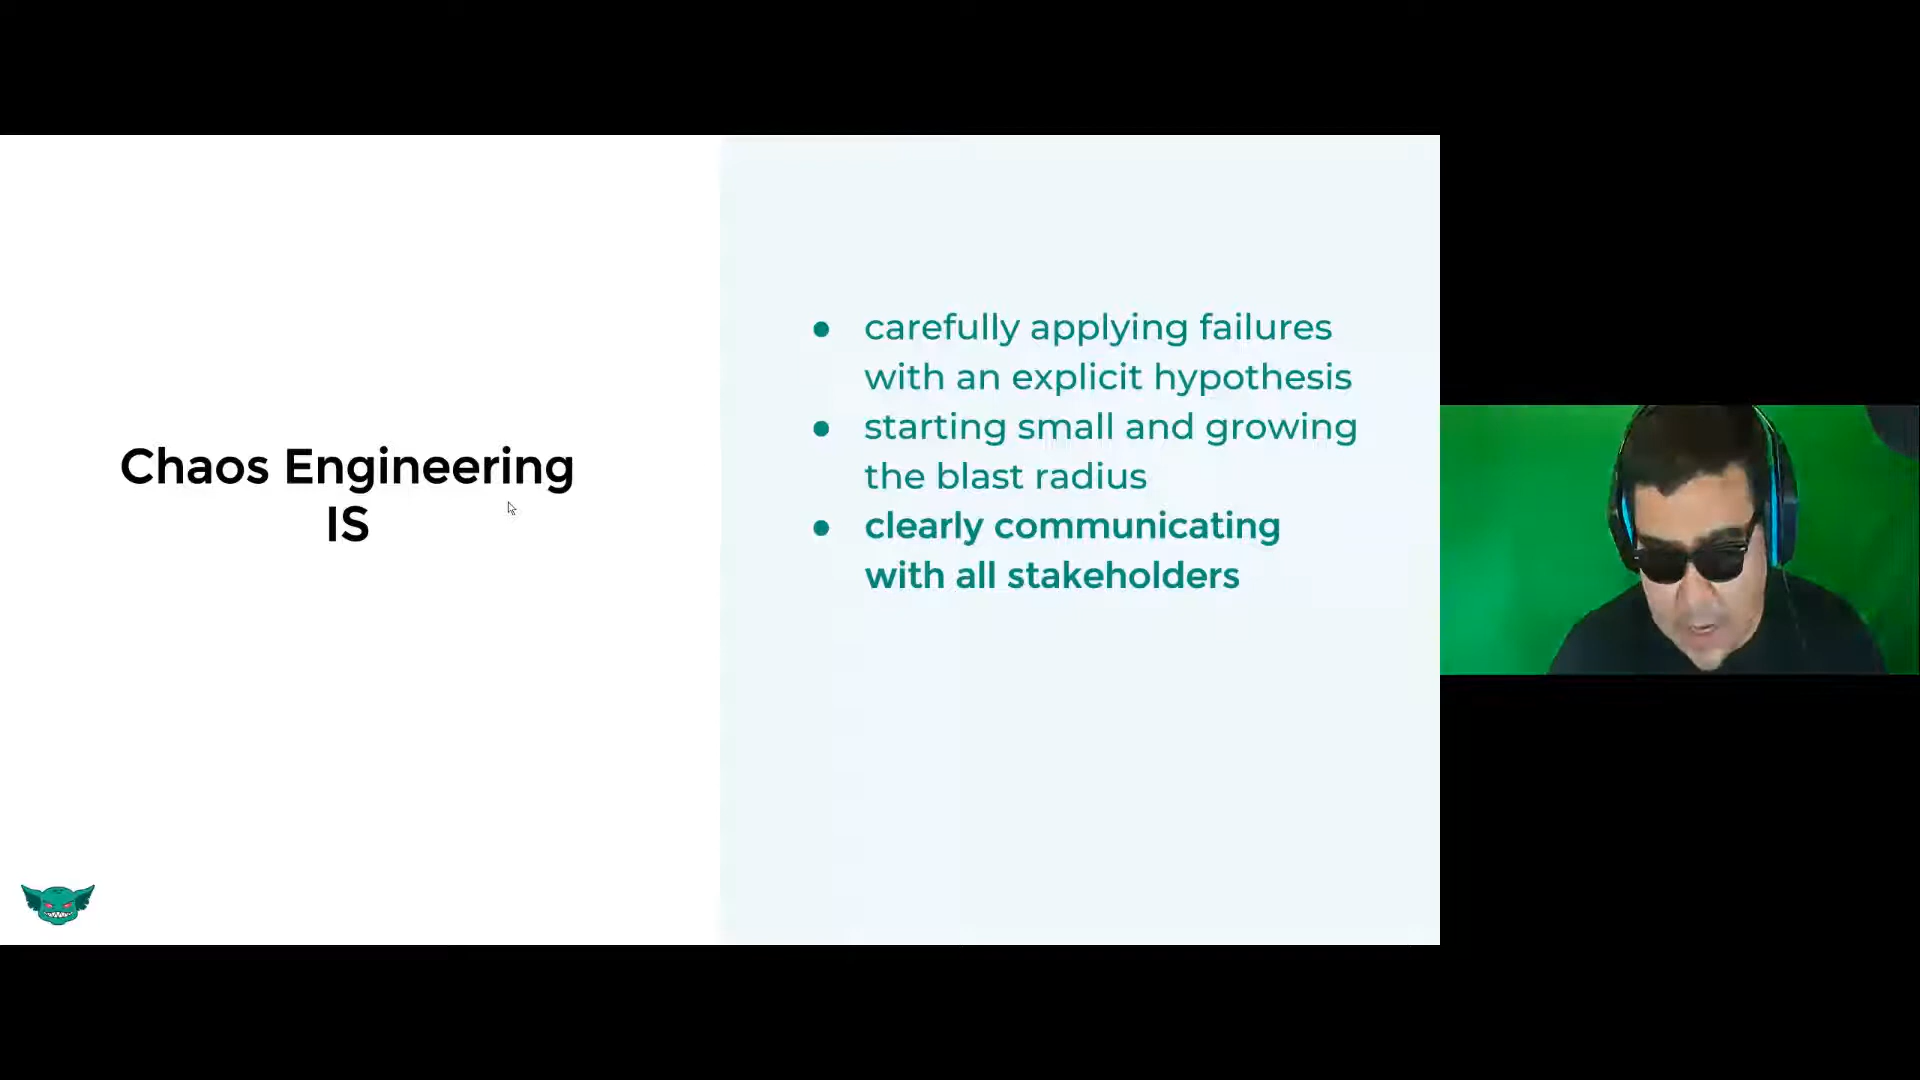 Chaos Engineering
IS
● carefully applying failures
with an explicit hypothesis
● starting small and growing
the blast radius
● clearly communicating
with all stakeholders